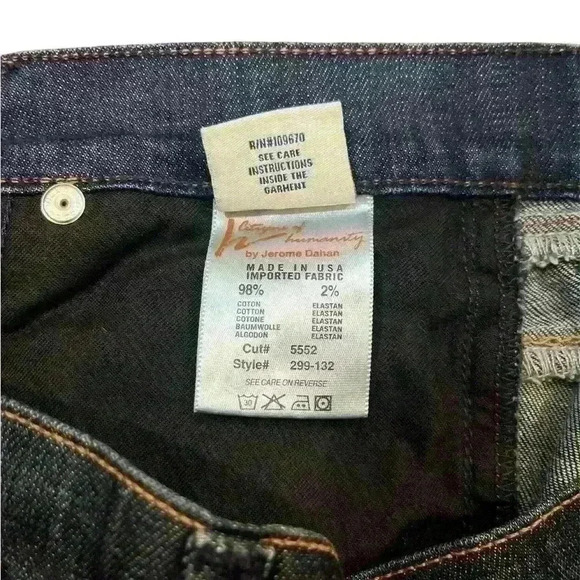 R/N#109670
SEE CARE
INSTRUCTIONS
INSIDE THE
GARMENT
Citizens of
humanity
by Jerome Dahan
MADE IN USA
IMPORTED FABRIC
98% 2%
COTON ELASTAN
COTTON ELASTAN
COTONE ELASTAN
BAUMWOLLE ELASTAN
ALGODON ELASTAN
Cut# 5552
Style# 299-132
SEE CARE ON REVERSE
30